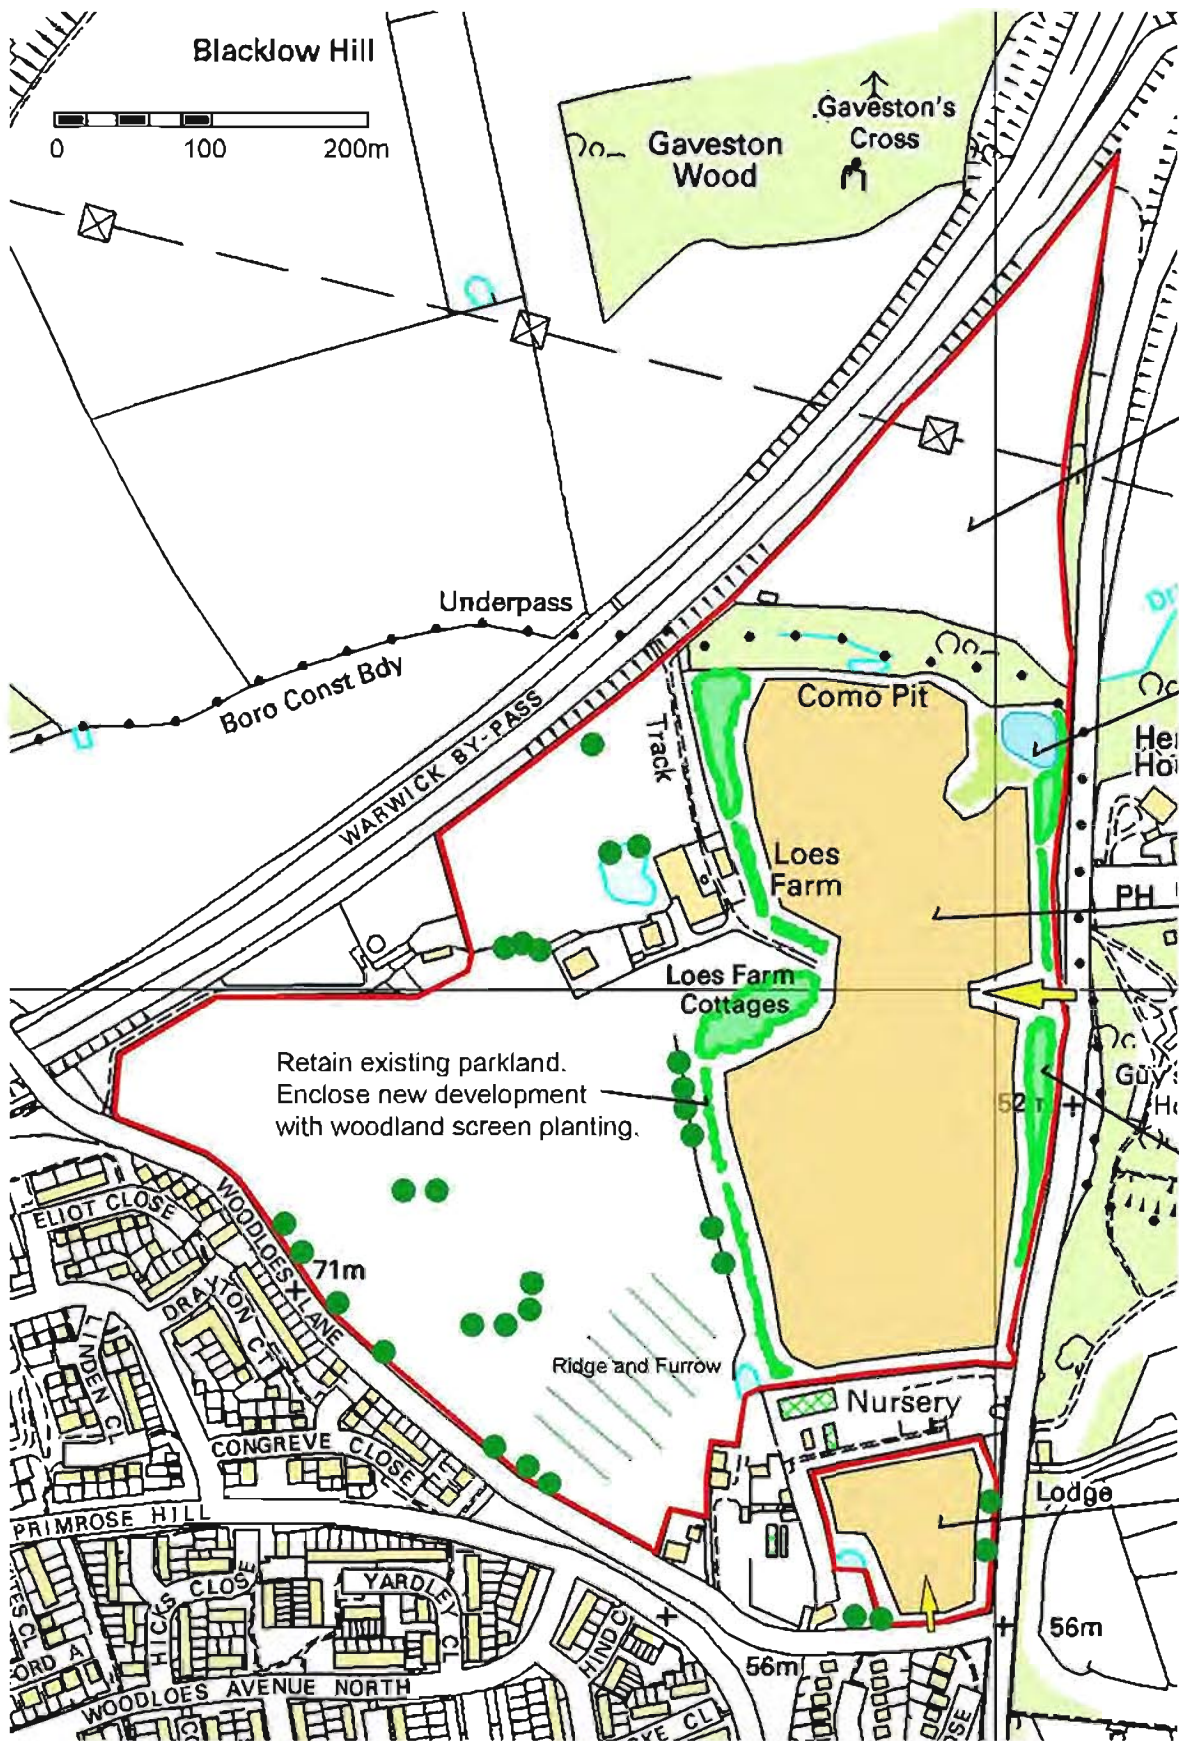 Blacklow Hill
0 100 200m
Gaveston
Wood
Gaveston's
Cross
Underpass
Boro Const Bdy
WARWICK BY-PASS
Track
Como Pit
Loes
Farm
PH
Loes Farm
Cottages
Retain existing parkland.
Enclose new development
with woodland screen planting.
52
ELIOT CLOSE
WOODLOES LANE
71m
DRAYTON CT
LINDEN CL
Ridge and Furrow
Nursery
CONGREVE CLOSE
Lodge
PRIMROSE HILL
HICKS CLOSE
YARDLEY CL
WOODLOES AVENUE NORTH
56m
56m